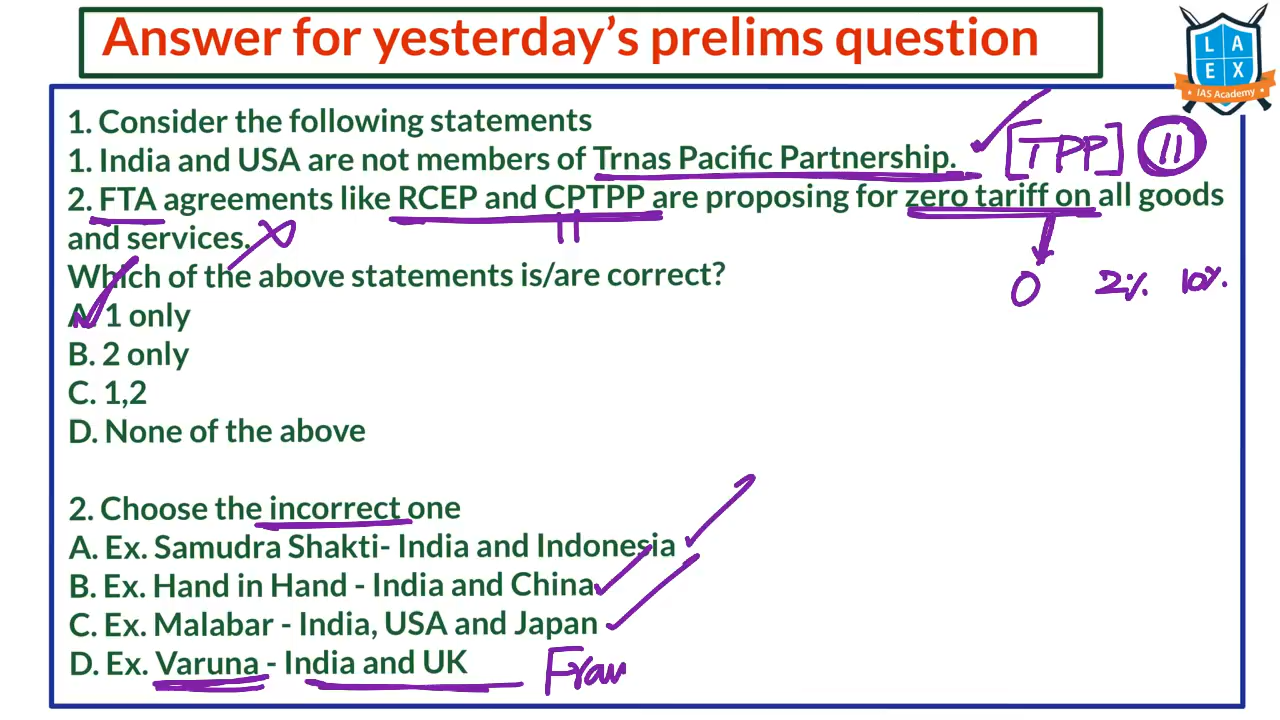 Answer for yesterday's prelims question
L A
E X
IAS Academy
1. Consider the following statements
1. India and USA are not members of Trnas Pacific Partnership. [TPP] 11
2. FTA agreements like RCEP and CPTPP are proposing for zero tariff on all goods
and services.
Which of the above statements is/are correct?
0 2% 10%
A. 1 only
B. 2 only
C. 1,2
D. None of the above
2. Choose the incorrect one
A. Ex. Samudra Shakti- India and Indonesia
B. Ex. Hand in Hand - India and China
C. Ex. Malabar - India, USA and Japan
D. Ex. Varuna - India and UK